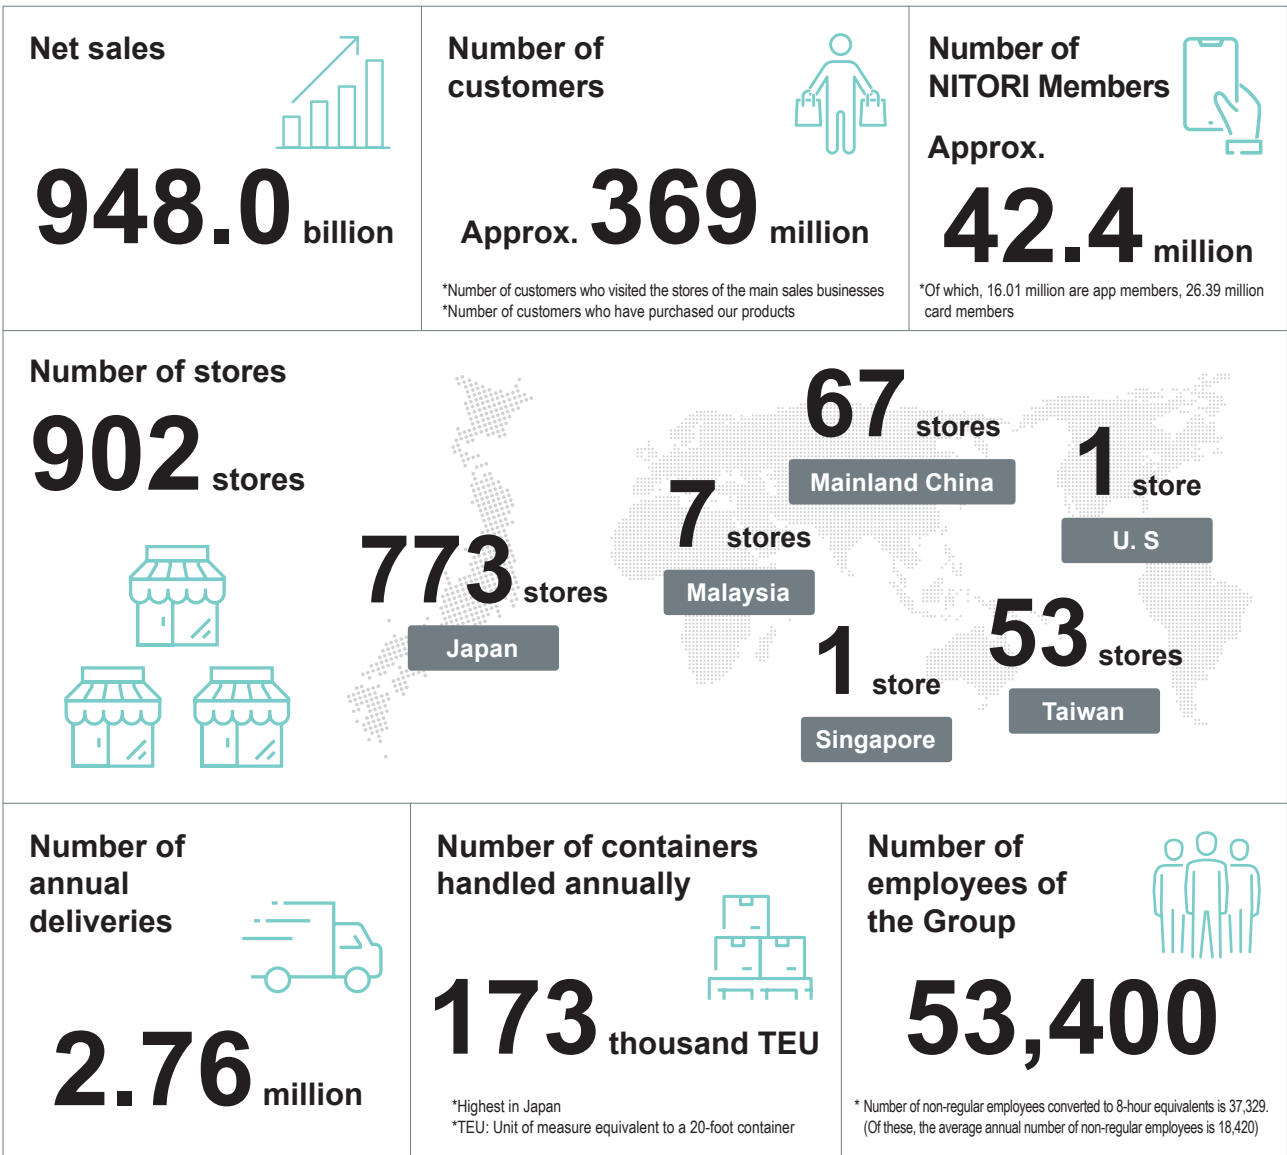 Net sales
948.0 billion
Number of
customers
Approx. 369 million
*Number of customers who visited the stores of the main sales businesses
*Number of customers who have purchased our products
Number of
NITORI Members
Approx.
42.4 million
*Of which, 16.01 million are app members, 26.39 million
card members
Number of stores
902 stores
773 stores
Japan
7 stores
Malaysia
67 stores
Mainland China
1 store
U. S
1 store
Singapore
53 stores
Taiwan
Number of
annual
deliveries
2.76 million
Number of containers
handled annually
173 thousand TEU
*Highest in Japan
*TEU: Unit of measure equivalent to a 20-foot container
Number of
employees of
the Group
53,400
* Number of non-regular employees converted to 8-hour equivalents is 37,329.
(Of these, the average annual number of non-regular employees is 18,420)